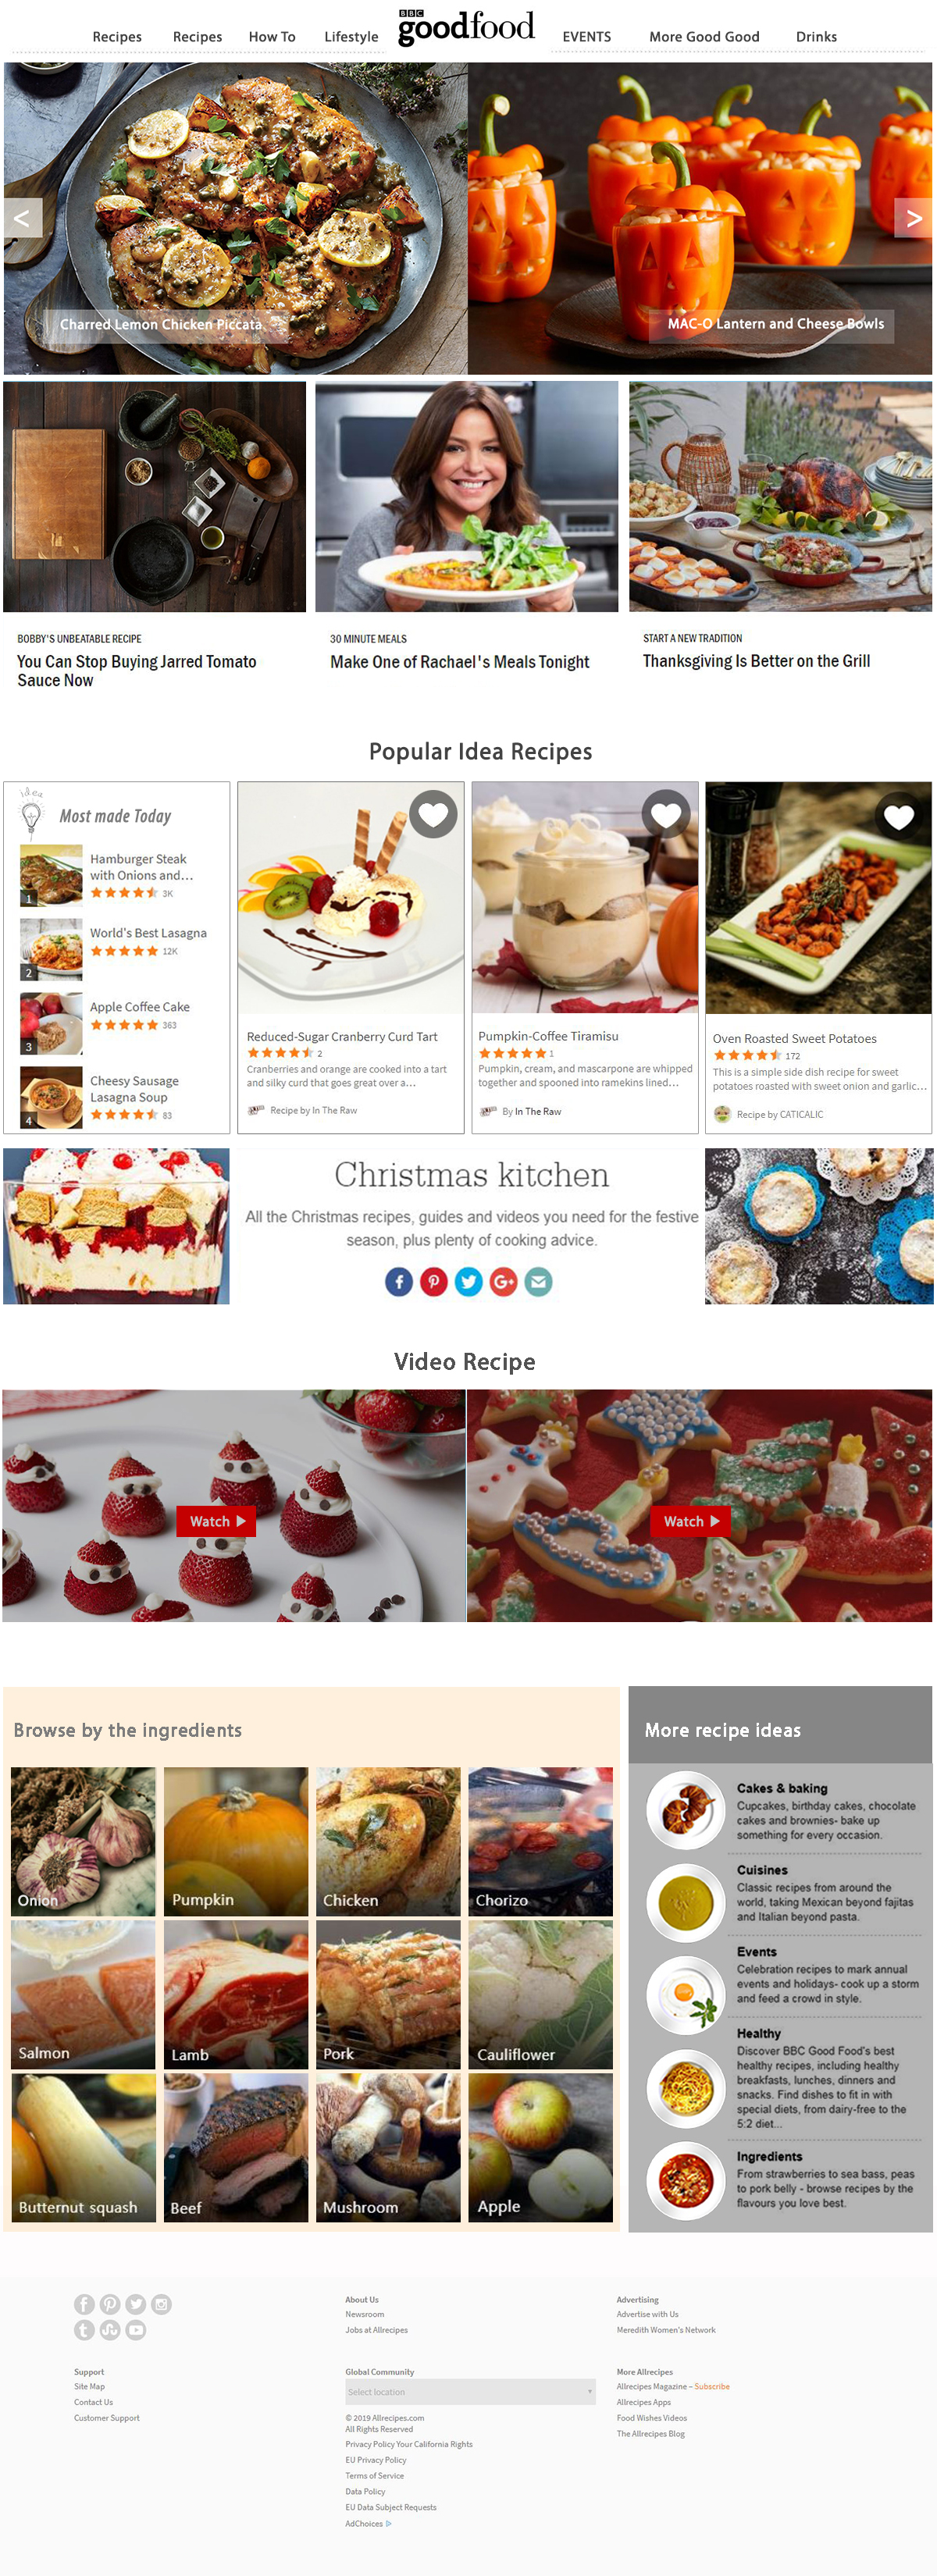 Recipes Recipes How To Lifestyle BBC goodfood EVENTS More Good Good Drinks
< >
Charred Lemon Chicken Piccata MAC-O Lantern and Cheese Bowls
BOBBY'S UNBEATABLE RECIPE
You Can Stop Buying Jarred Tomato
Sauce Now
30 MINUTE MEALS
Make One of Rachael's Meals Tonight
START A NEW TRADITION
Thanksgiving Is Better on the Grill
Popular Idea Recipes
idea
Most made Today
Hamburger Steak
with Onions and...
3K
1
World's Best Lasagna
12K
2
Apple Coffee Cake
363
3
Cheesy Sausage
Lasagna Soup
83
4
Reduced-Sugar Cranberry Curd Tart
2
Cranberries and orange are cooked into a tart
and silky curd that goes great over a...
Recipe by In The Raw
Pumpkin-Coffee Tiramisu
1
Pumpkin, cream, and mascarpone are whipped
together and spooned into ramekins lined...
By In The Raw
Oven Roasted Sweet Potatoes
172
This is a simple side dish recipe for sweet
potatoes roasted with sweet onion and garlic...
Recipe by CATICALIC
Christmas kitchen
All the Christmas recipes, guides and videos you need for the festive
season, plus plenty of cooking advice.
Video Recipe
Watch Watch
Browse by the ingredients
Onion Pumpkin Chicken Chorizo
Salmon Lamb Pork Cauliflower
Butternut squash Beef Mushroom Apple
More recipe ideas
Cakes & baking
Cupcakes, birthday cakes, chocolate
cakes and brownies- bake up
something for every occasion.
Cuisines
Classic recipes from around the
world, taking Mexican beyond fajitas
and Italian beyond pasta.
Events
Celebration recipes to mark annual
events and holidays- cook up a storm
and feed a crowd in style.
Healthy
Discover BBC Good Food's best
healthy recipes, including healthy
breakfasts, lunches, dinners and
snacks. Find dishes to fit in with
special diets, from dairy-free to the
5:2 diet...
Ingredients
From strawberries to sea bass, peas
to pork belly - browse recipes by the
flavours you love best.
About Us
Newsroom
Jobs at Allrecipes
Advertising
Advertise with Us
Meredith Women's Network
Support
Site Map
Contact Us
Customer Support
Global Community
Select location
© 2019 Allrecipes.com
All Rights Reserved
Privacy Policy Your California Rights
EU Privacy Policy
Terms of Service
Data Policy
EU Data Subject Requests
AdChoices
More Allrecipes
Allrecipes Magazine – Subscribe
Allrecipes Apps
Food Wishes Videos
The Allrecipes Blog